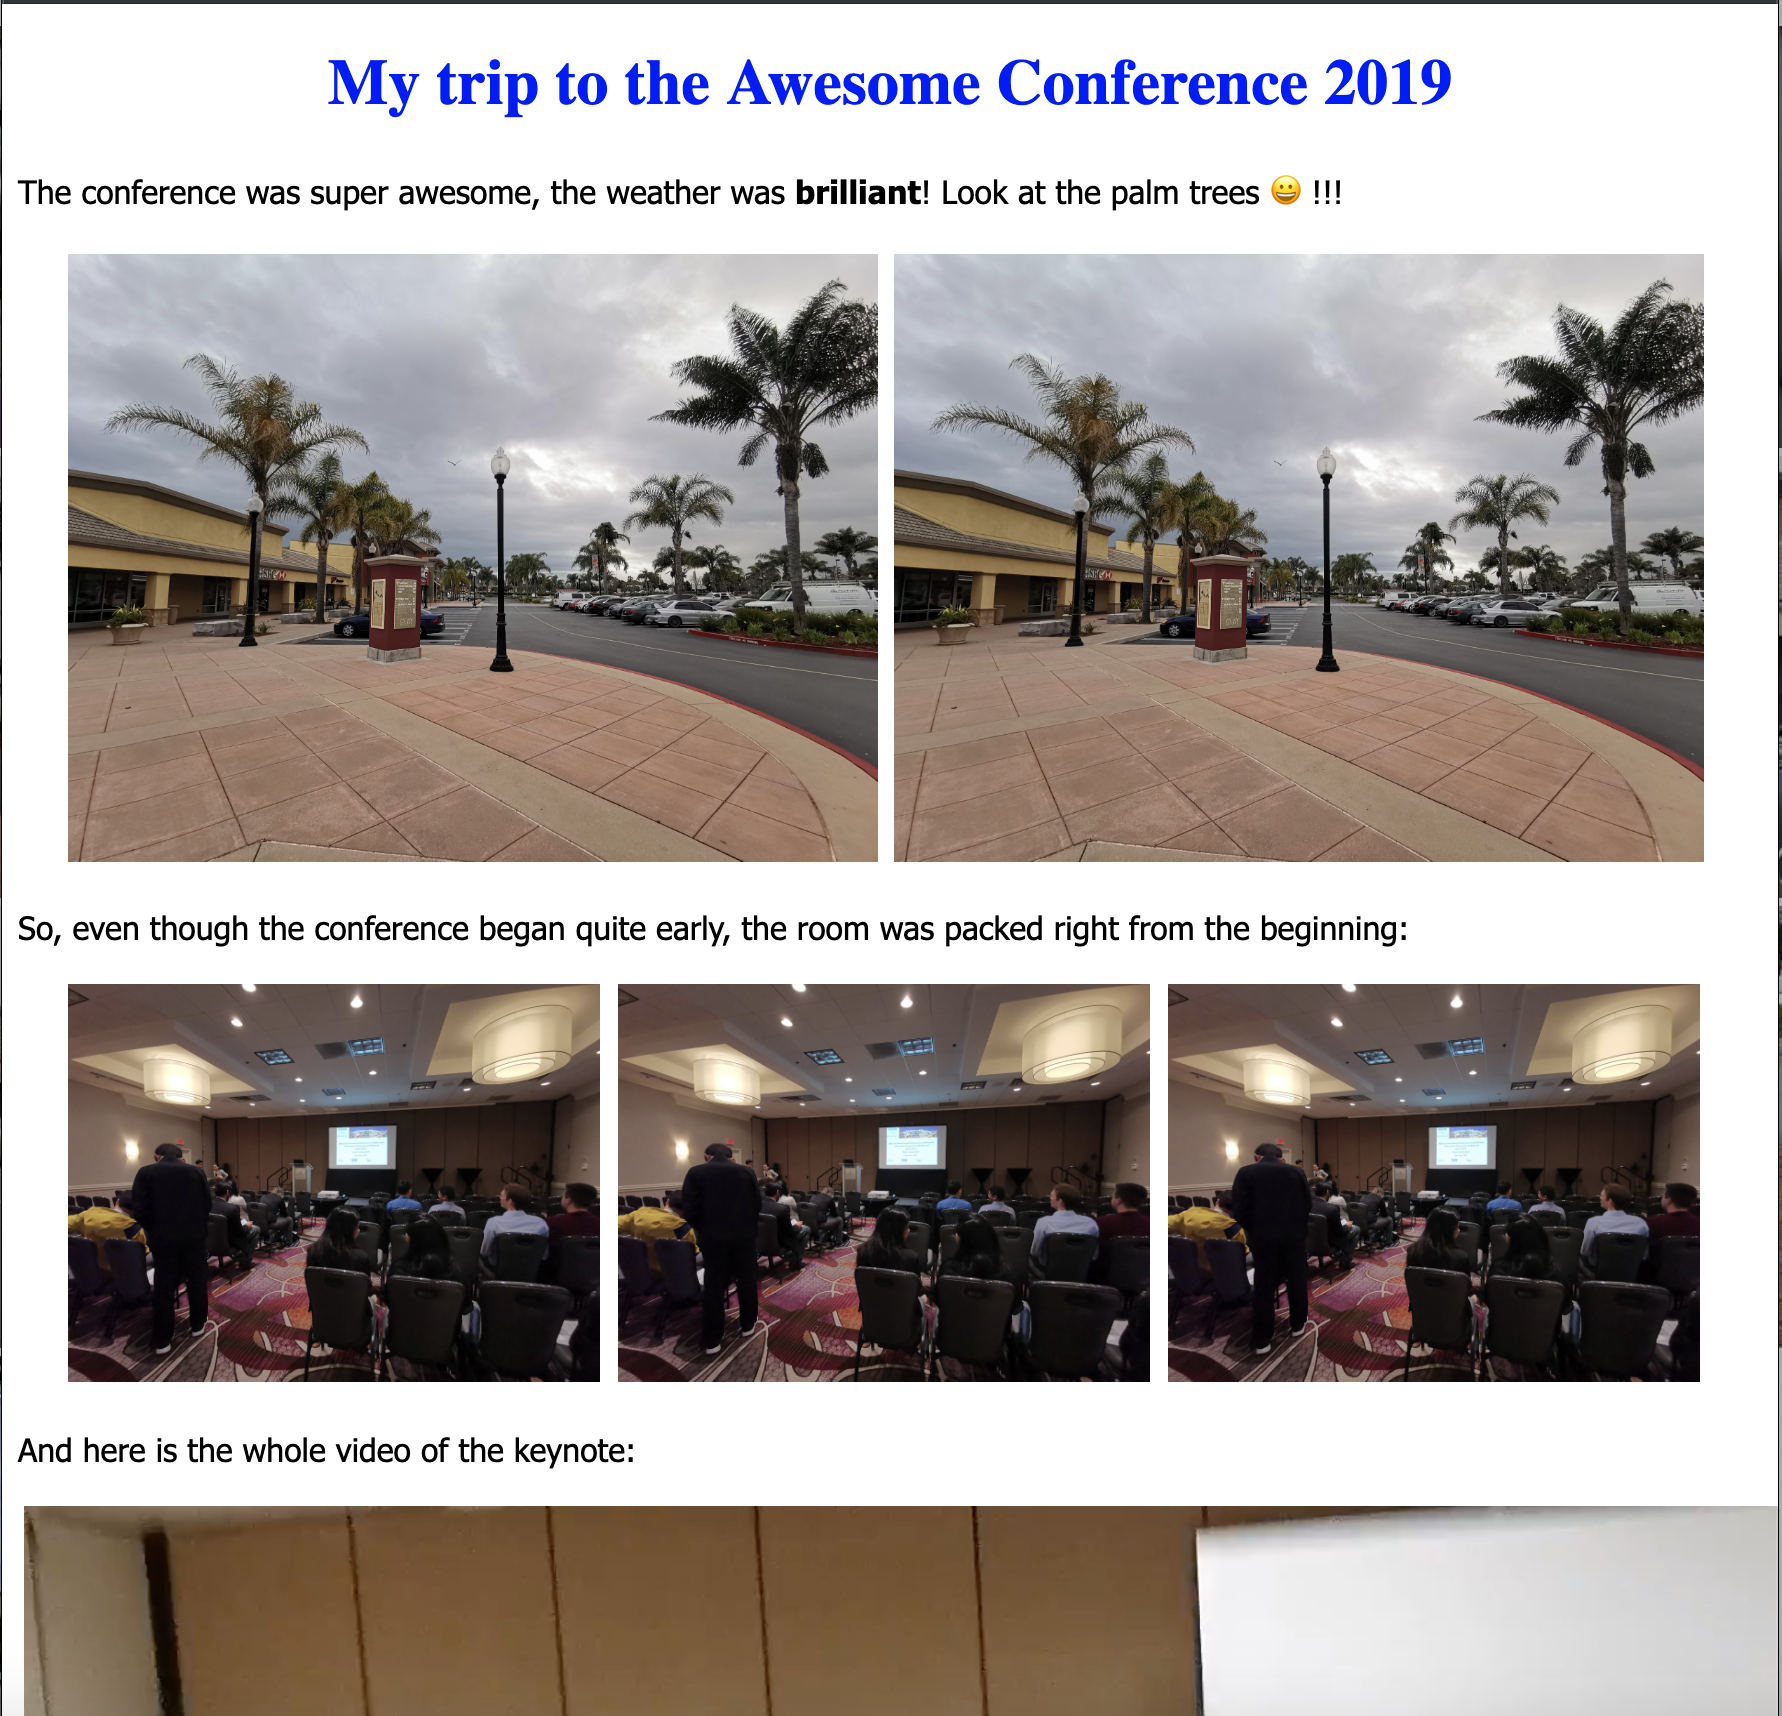 My trip to the Awesome Conference 2019
The conference was super awesome, the weather was brilliant! Look at the palm trees 😀 !!!
So, even though the conference began quite early, the room was packed right from the beginning:
And here is the whole video of the keynote: